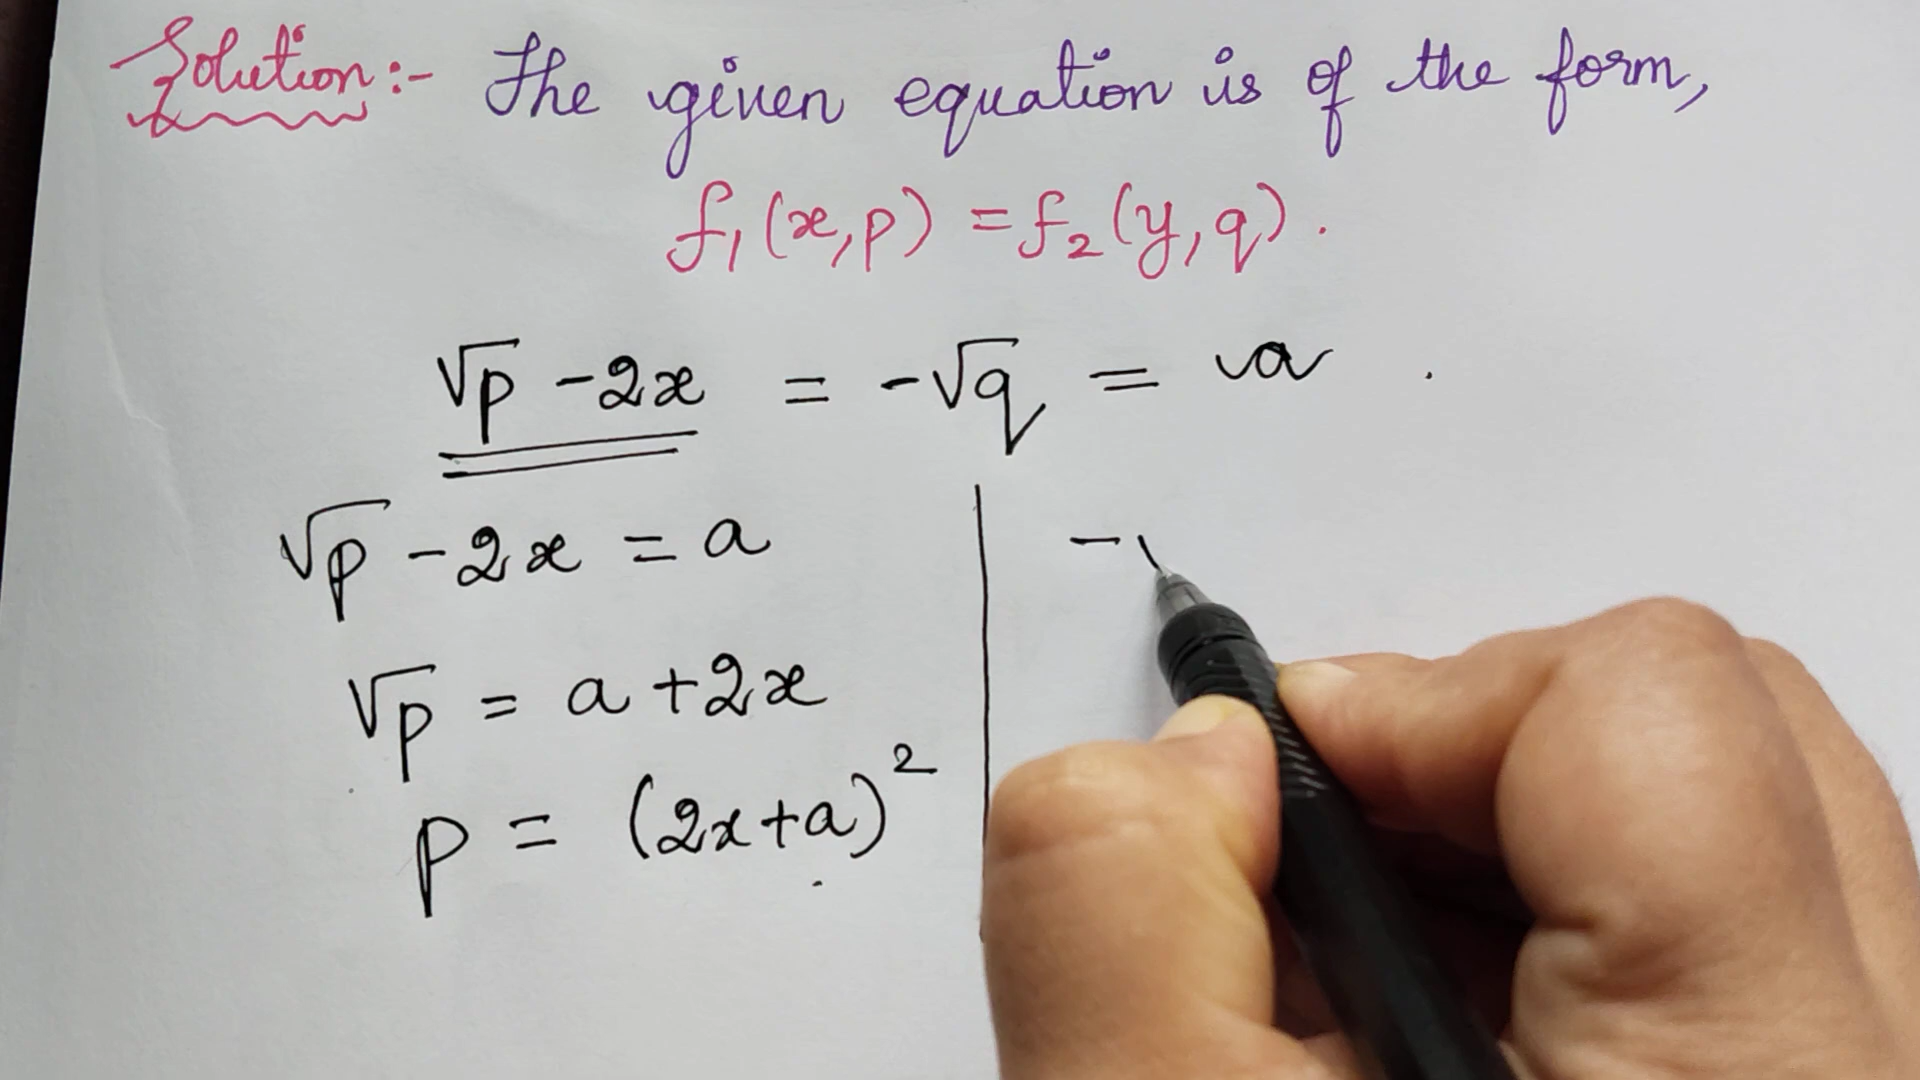 Solution:- The given equation is of the form,
f₁(x,p) = f₂(y,q).
√p - 2x = -√q = a
√p - 2x = a
√p = a + 2x
p = (2x+a)²
-